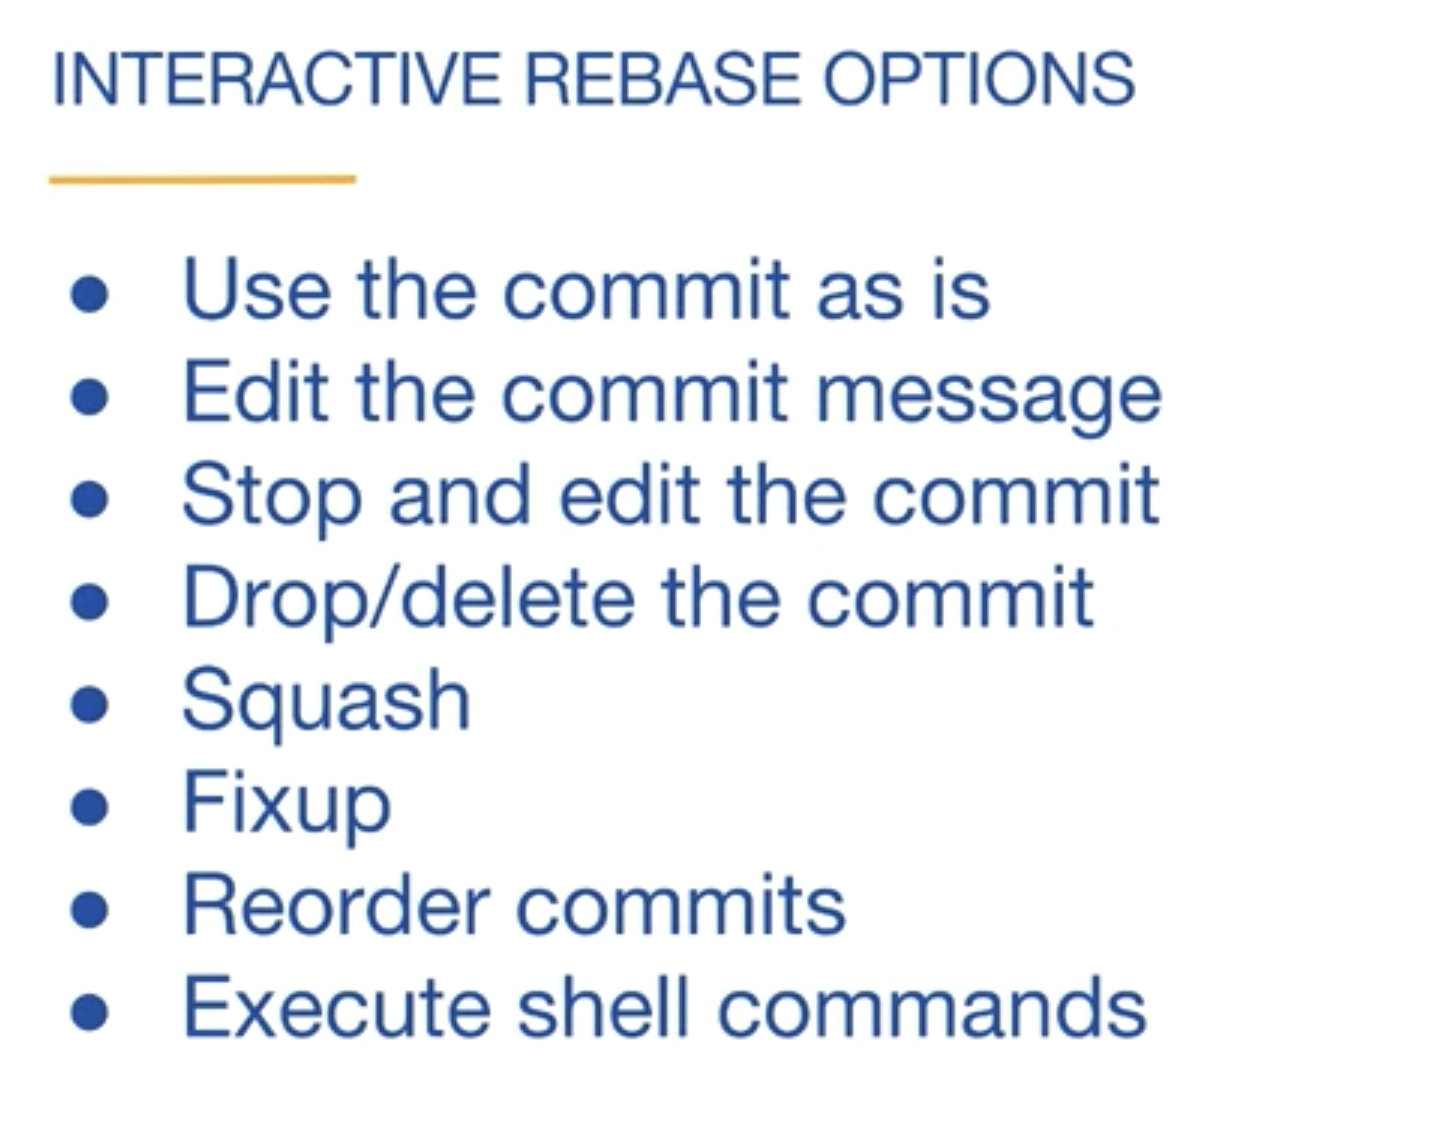 INTERACTIVE REBASE OPTIONS
● Use the commit as is
● Edit the commit message
● Stop and edit the commit
● Drop/delete the commit
● Squash
● Fixup
● Reorder commits
● Execute shell commands